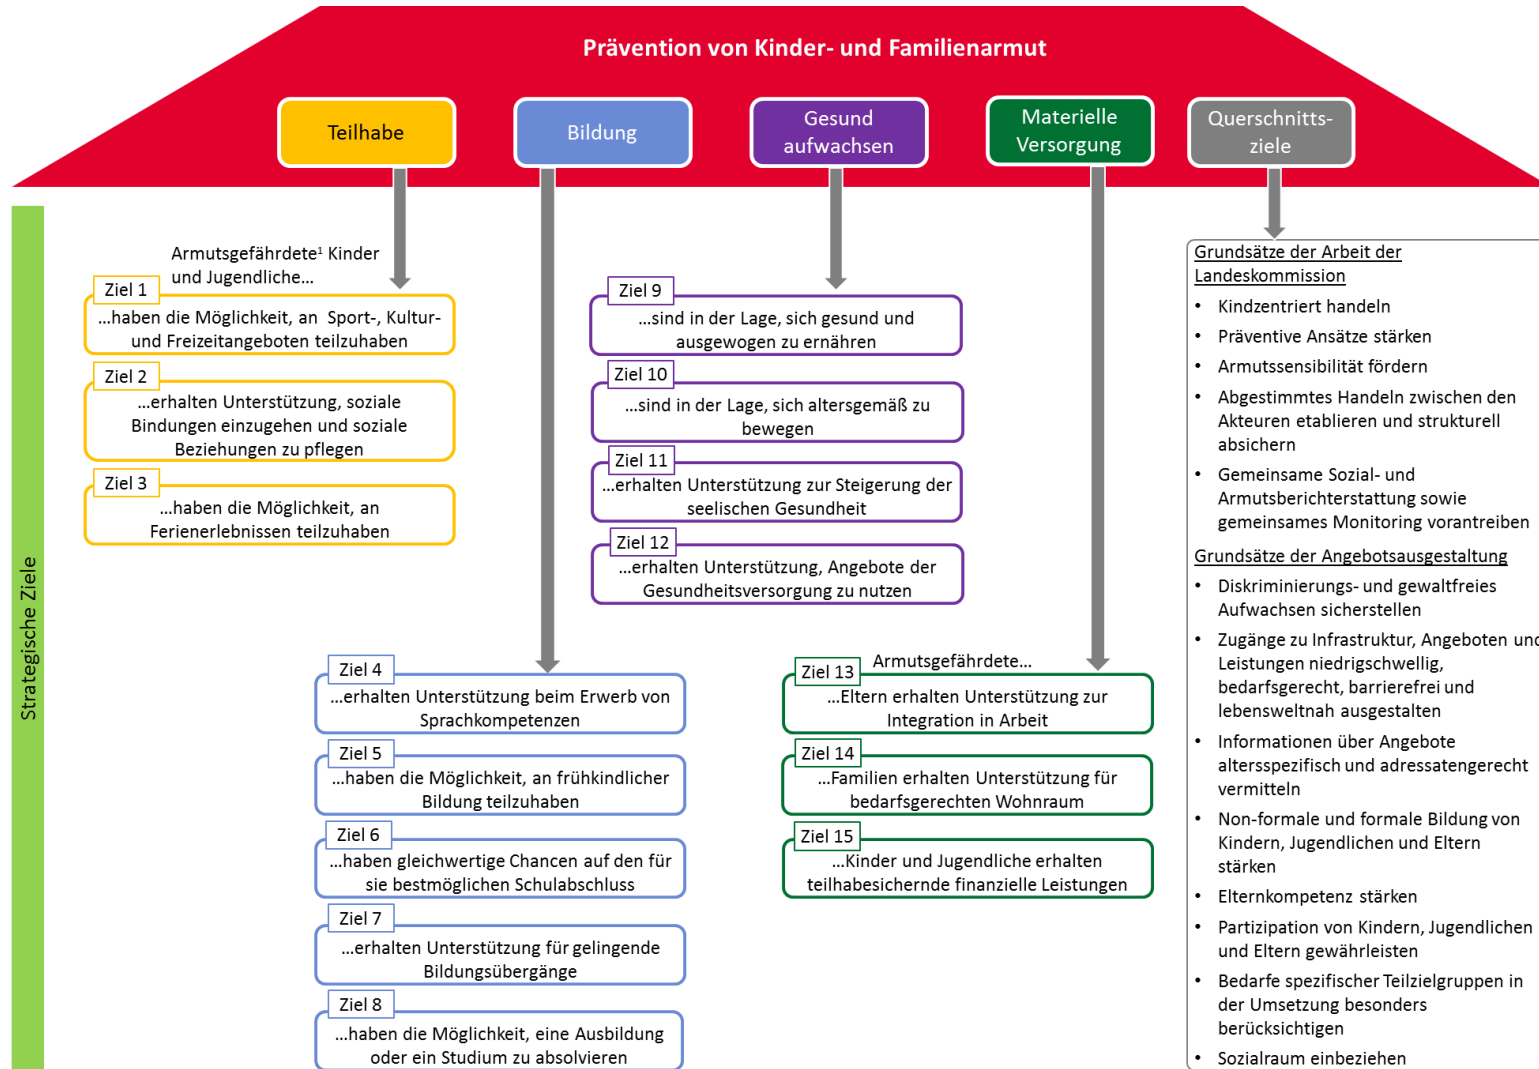 Prävention von Kinder- und Familienarmut
Teilhabe
Bildung
Gesund
aufwachsen
Materielle
Versorgung
Querschnitts-
ziele
Strategische Ziele
Armutsgefährdete¹ Kinder
und Jugendliche...
Ziel 1
...haben die Möglichkeit, an Sport-, Kultur-
und Freizeitangeboten teilzuhaben
Ziel 2
...erhalten Unterstützung, soziale
Bindungen einzugehen und soziale
Beziehungen zu pflegen
Ziel 3
...haben die Möglichkeit, an
Ferienerlebnissen teilzuhaben
Ziel 4
...erhalten Unterstützung beim Erwerb von
Sprachkompetenzen
Ziel 5
...haben die Möglichkeit, an frühkindlicher
Bildung teilzuhaben
Ziel 6
...haben gleichwertige Chancen auf den für
sie bestmöglichen Schulabschluss
Ziel 7
...erhalten Unterstützung für gelingende
Bildungsübergänge
Ziel 8
...haben die Möglichkeit, eine Ausbildung
oder ein Studium zu absolvieren
Ziel 9
...sind in der Lage, sich gesund und
ausgewogen zu ernähren
Ziel 10
...sind in der Lage, sich altersgemäß zu
bewegen
Ziel 11
...erhalten Unterstützung zur Steigerung der
seelischen Gesundheit
Ziel 12
...erhalten Unterstützung, Angebote der
Gesundheitsversorgung zu nutzen
Armutsgefährdete...
Ziel 13
...Eltern erhalten Unterstützung zur
Integration in Arbeit
Ziel 14
...Familien erhalten Unterstützung für
bedarfsgerechten Wohnraum
Ziel 15
...Kinder und Jugendliche erhalten
teilhabesichernde finanzielle Leistungen
Grundsätze der Arbeit der
Landeskommission
• Kindzentriert handeln
• Präventive Ansätze stärken
• Armutssensibilität fördern
• Abgestimmtes Handeln zwischen den
Akteuren etablieren und strukturell
absichern
• Gemeinsame Sozial- und
Armutsberichterstattung sowie
gemeinsames Monitoring vorantreiben
Grundsätze der Angebotsausgestaltung
• Diskriminierungs- und gewaltfreies
Aufwachsen sicherstellen
• Zugänge zu Infrastruktur, Angeboten und
Leistungen niedrigschwellig,
bedarfsgerecht, barrierefrei und
lebensweltnah ausgestalten
• Informationen über Angebote
altersspezifisch und adressatengerecht
vermitteln
• Non-formale und formale Bildung von
Kindern, Jugendlichen und Eltern
stärken
• Elternkompetenz stärken
• Partizipation von Kindern, Jugendlichen
und Eltern gewährleisten
• Bedarfe spezifischer Teilzielgruppen in
der Umsetzung besonders
berücksichtigen
• Sozialraum einbeziehen